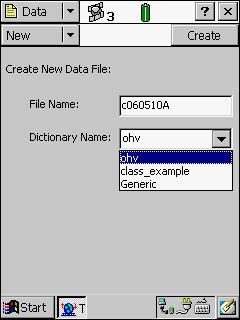 Data 3 ? ×
New Create
Create New Data File:
File Name: c060510A
Dictionary Name: ohv
ohv
class_example
Generic
Start T